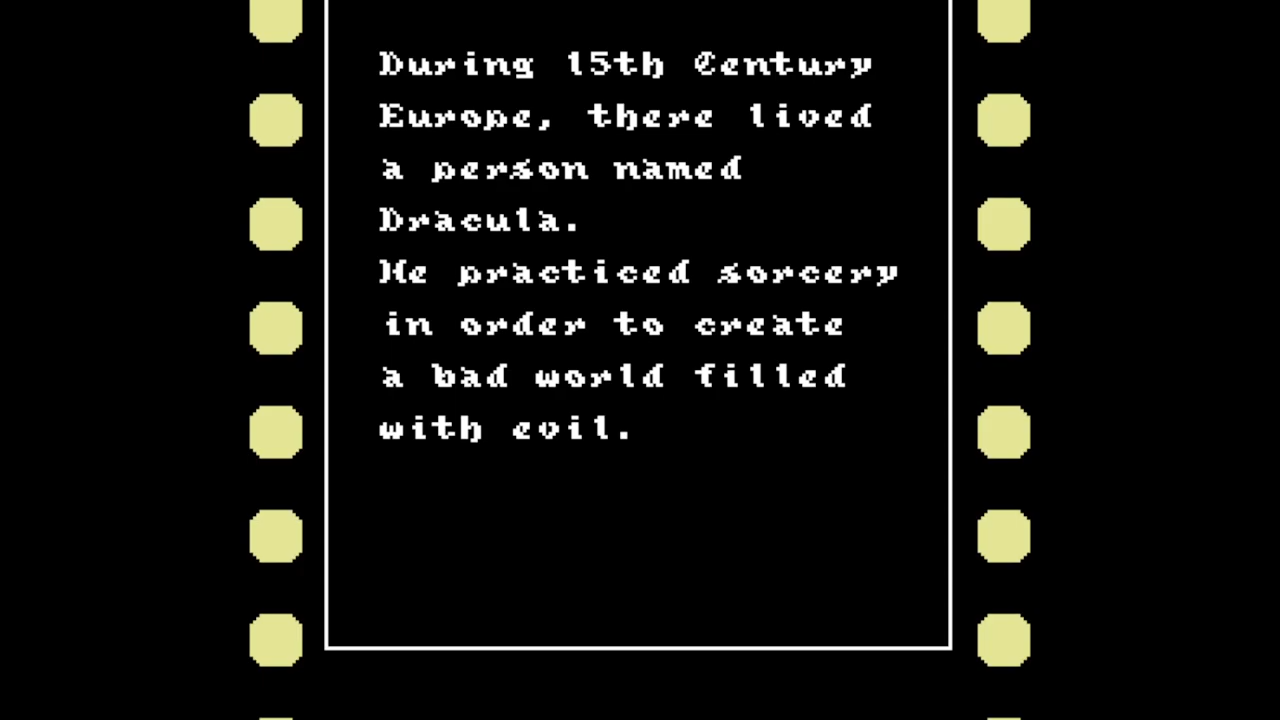 During 15th Century
Europe, there lived
a person named
Dracula.
He practiced sorcery
in order to create
a bad world filled
with evil.